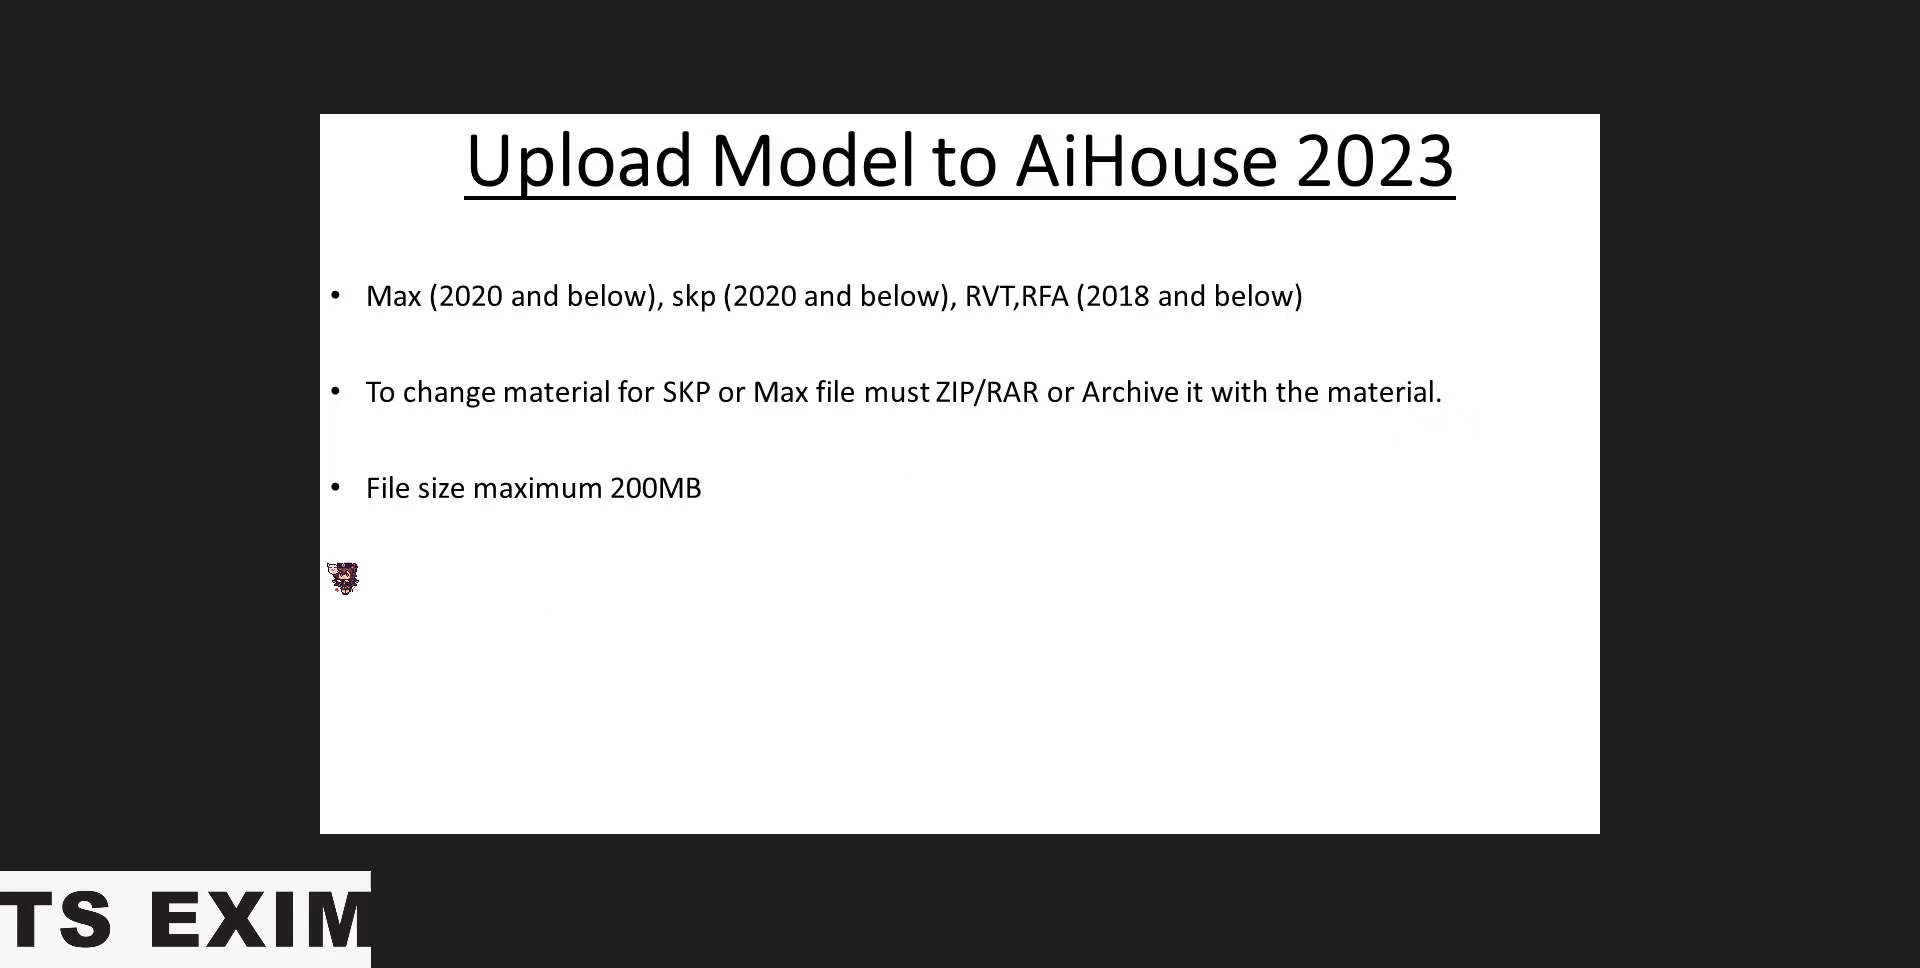 Upload Model to AiHouse 2023
• Max (2020 and below), skp (2020 and below), RVT,RFA (2018 and below)
• To change material for SKP or Max file must ZIP/RAR or Archive it with the material.
• File size maximum 200MB
TS EXIM